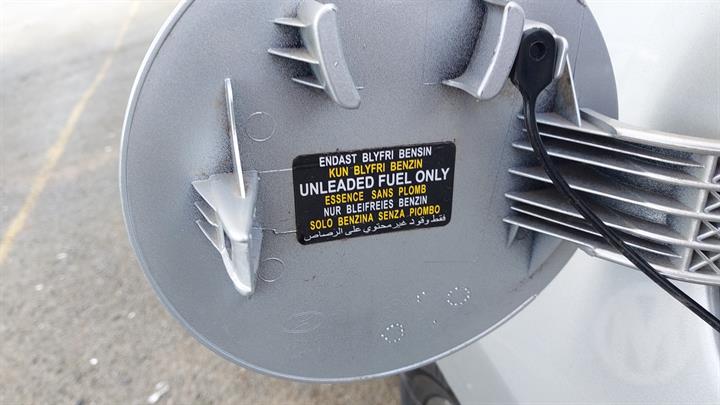 ENDAST BLYFRI BENSIN
KUN BLYFRI BENZIN
UNLEADED FUEL ONLY
ESSENCE SANS PLOMB
NUR BLEIFREIES BENZIN
SOLO BENZINA SENZA PIOMBO
فقط وقود غير محتوي على الرصاص